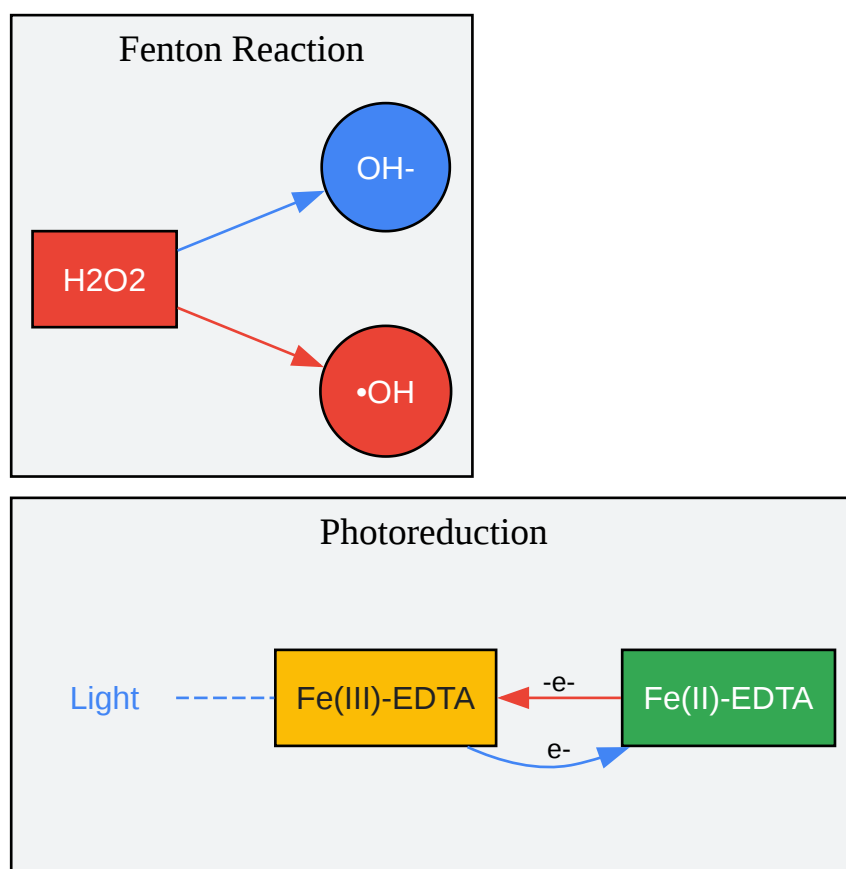 Fenton Reaction
OH-
H2O2
•OH
Photoreduction
-e-
Light
Fe(III)-EDTA
Fe(II)-EDTA
e-